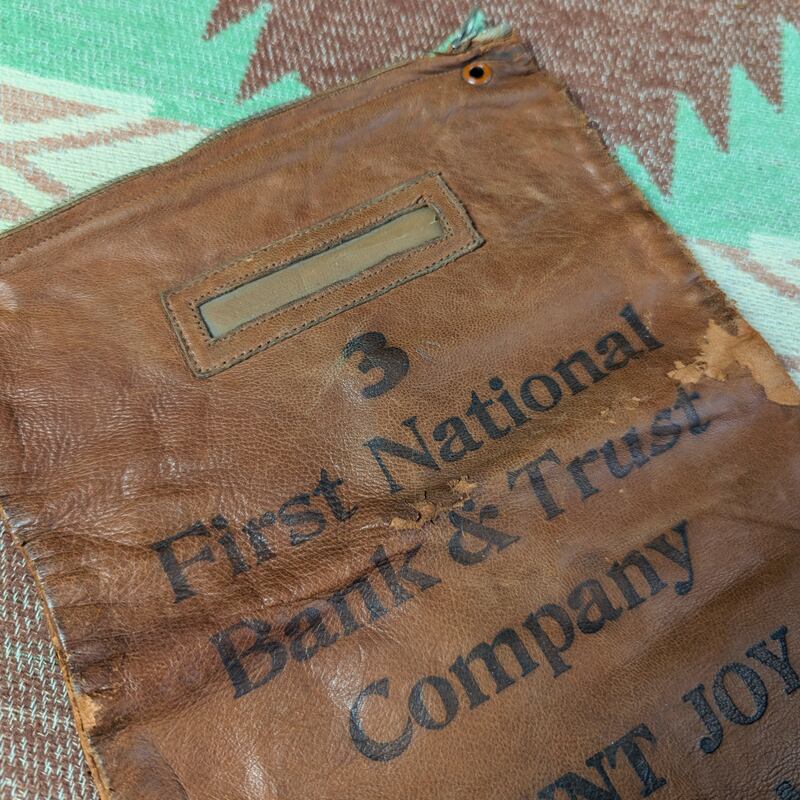 3
First National
Bank & Trust
Company
JOY